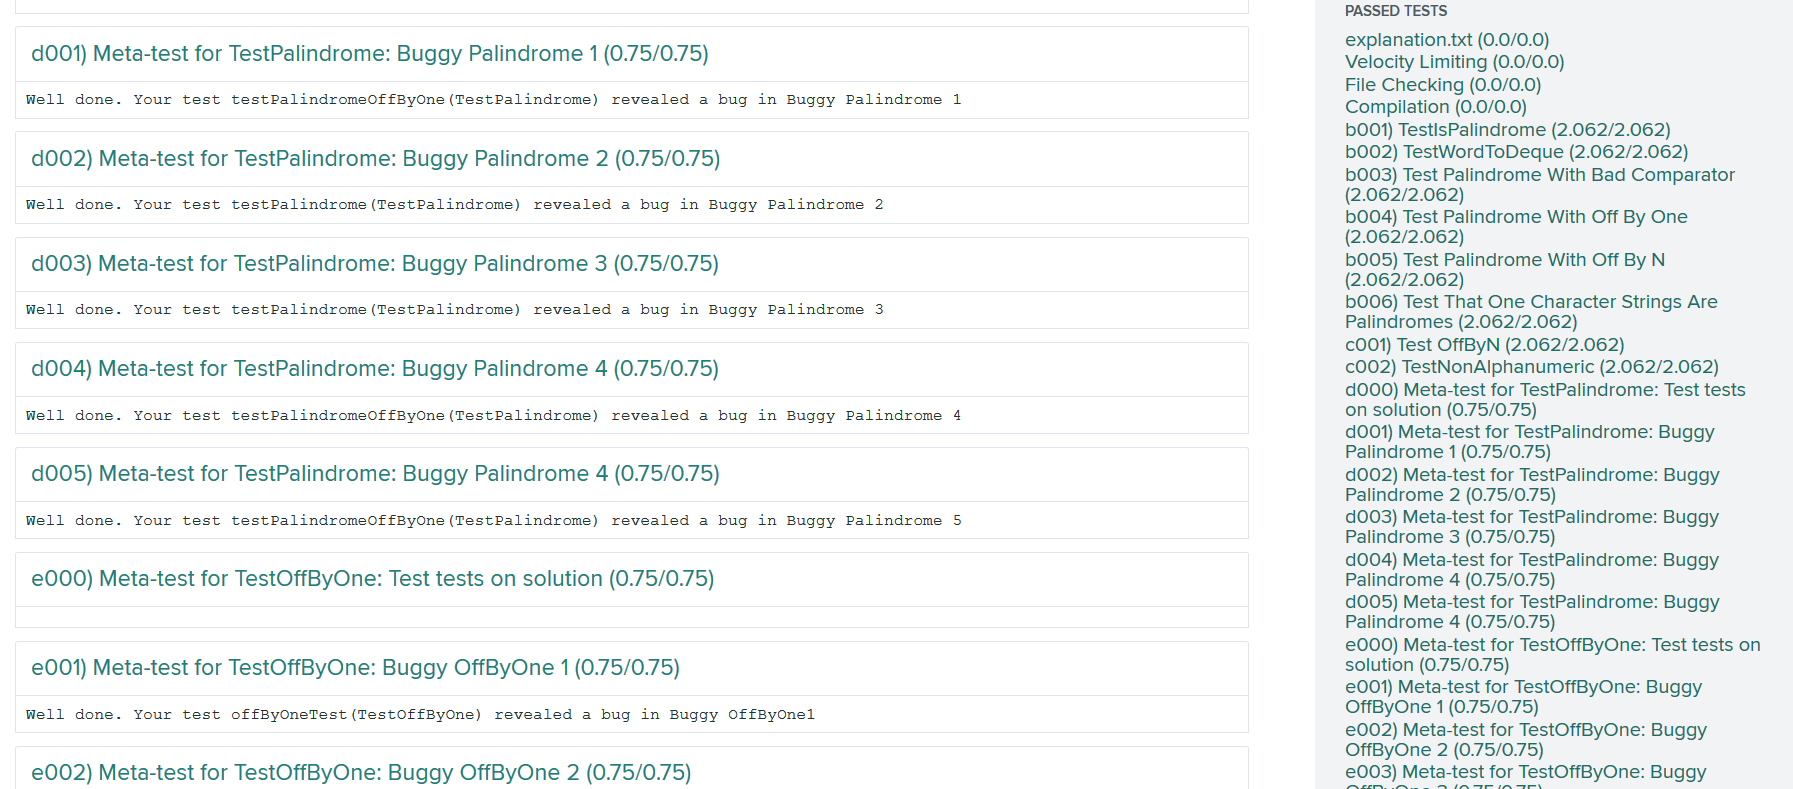 d001) Meta-test for TestPalindrome: Buggy Palindrome 1 (0.75/0.75)
Well done. Your test testPalindromeOffByOne(TestPalindrome) revealed a bug in Buggy Palindrome 1
d002) Meta-test for TestPalindrome: Buggy Palindrome 2 (0.75/0.75)
Well done. Your test testPalindrome(TestPalindrome) revealed a bug in Buggy Palindrome 2
d003) Meta-test for TestPalindrome: Buggy Palindrome 3 (0.75/0.75)
Well done. Your test testPalindrome(TestPalindrome) revealed a bug in Buggy Palindrome 3
d004) Meta-test for TestPalindrome: Buggy Palindrome 4 (0.75/0.75)
Well done. Your test testPalindromeOffByOne(TestPalindrome) revealed a bug in Buggy Palindrome 4
d005) Meta-test for TestPalindrome: Buggy Palindrome 4 (0.75/0.75)
Well done. Your test testPalindromeOffByOne(TestPalindrome) revealed a bug in Buggy Palindrome 5
e000) Meta-test for TestOffByOne: Test tests on solution (0.75/0.75)
e001) Meta-test for TestOffByOne: Buggy OffByOne 1 (0.75/0.75)
Well done. Your test offByOneTest(TestOffByOne) revealed a bug in Buggy OffByOne1
e002) Meta-test for TestOffByOne: Buggy OffByOne 2 (0.75/0.75)
PASSED TESTS
explanation.txt (0.0/0.0)
Velocity Limiting (0.0/0.0)
File Checking (0.0/0.0)
Compilation (0.0/0.0)
b001) TestIsPalindrome (2.062/2.062)
b002) TestWordToDeque (2.062/2.062)
b003) Test Palindrome With Bad Comparator
(2.062/2.062)
b004) Test Palindrome With Off By One
(2.062/2.062)
b005) Test Palindrome With Off By N
(2.062/2.062)
b006) Test That One Character Strings Are
Palindromes (2.062/2.062)
c001) Test OffByN (2.062/2.062)
c002) TestNonAlphanumeric (2.062/2.062)
d000) Meta-test for TestPalindrome: Test tests
on solution (0.75/0.75)
d001) Meta-test for TestPalindrome: Buggy
Palindrome 1 (0.75/0.75)
d002) Meta-test for TestPalindrome: Buggy
Palindrome 2 (0.75/0.75)
d003) Meta-test for TestPalindrome: Buggy
Palindrome 3 (0.75/0.75)
d004) Meta-test for TestPalindrome: Buggy
Palindrome 4 (0.75/0.75)
d005) Meta-test for TestPalindrome: Buggy
Palindrome 4 (0.75/0.75)
e000) Meta-test for TestOffByOne: Test tests on
solution (0.75/0.75)
e001) Meta-test for TestOffByOne: Buggy
OffByOne 1 (0.75/0.75)
e002) Meta-test for TestOffByOne: Buggy
OffByOne 2 (0.75/0.75)
e003) Meta-test for TestOffByOne: Buggy